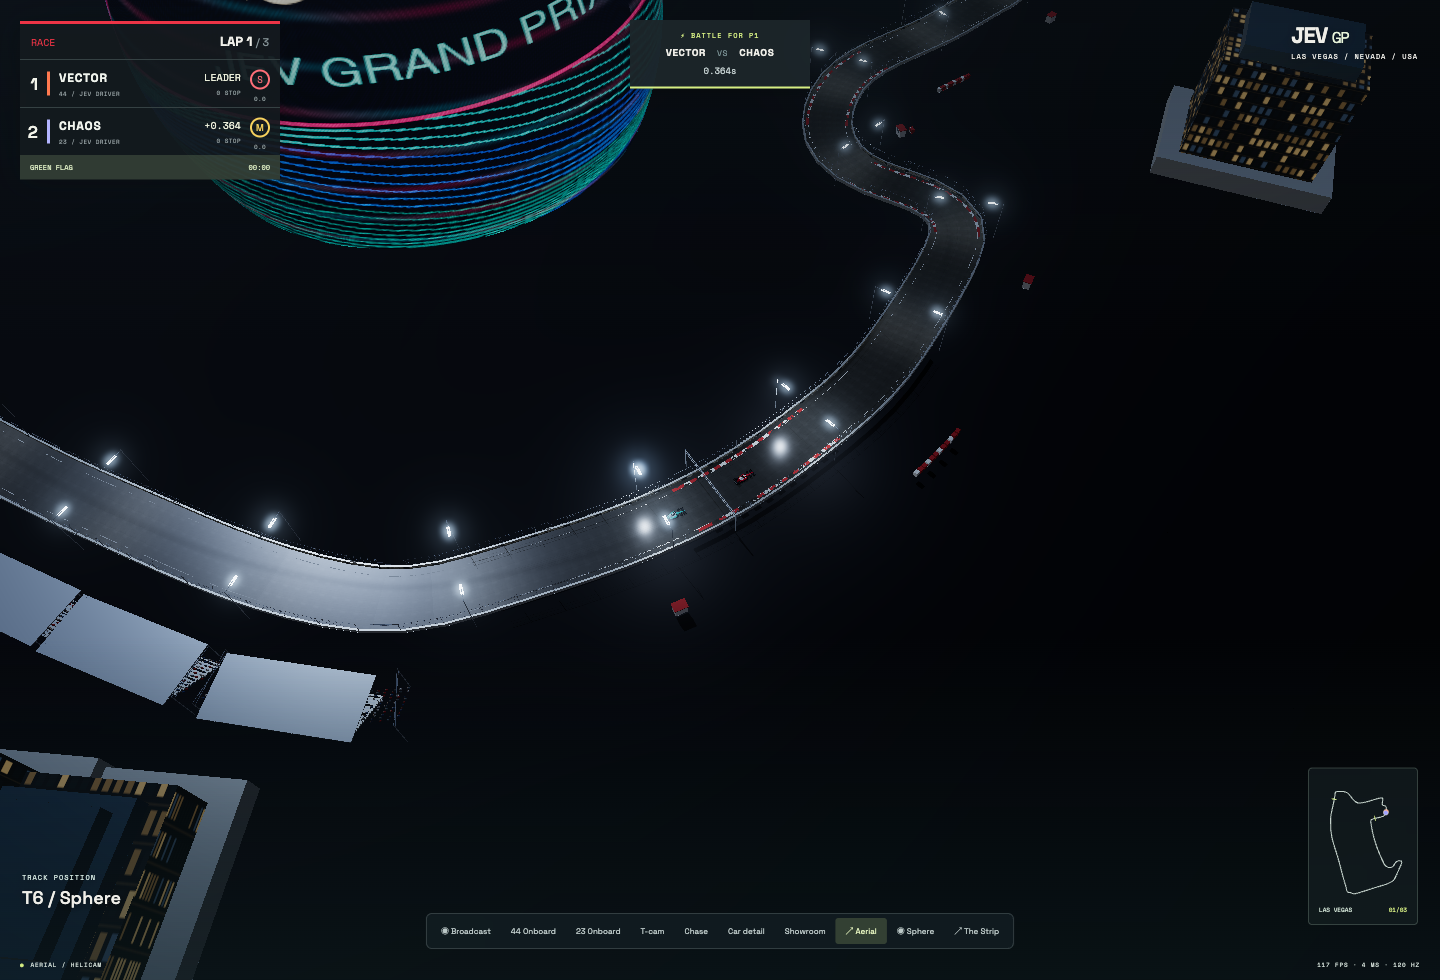 RACE
LAP 1 / 3
1 VECTOR LEADER S
44 / JEV DRIVER 0 STOP 0.0
2 CHAOS +0.364 M
23 / JEV DRIVER 0 STOP 0.0
GREEN FLAG 00:00
V GRAND PRI
⚡ BATTLE FOR P1
VECTOR VS CHAOS
0.364s
JEV GP
LAS VEGAS / NEVADA / USA
TRACK POSITION
T6 / Sphere
AERIAL / HELICAM
Broadcast 44 Onboard 23 Onboard T-cam Chase Car detail Showroom ↗ Aerial Sphere ↗ The Strip
LAS VEGAS 01/03
117 FPS · 4 MS · 120 HZ